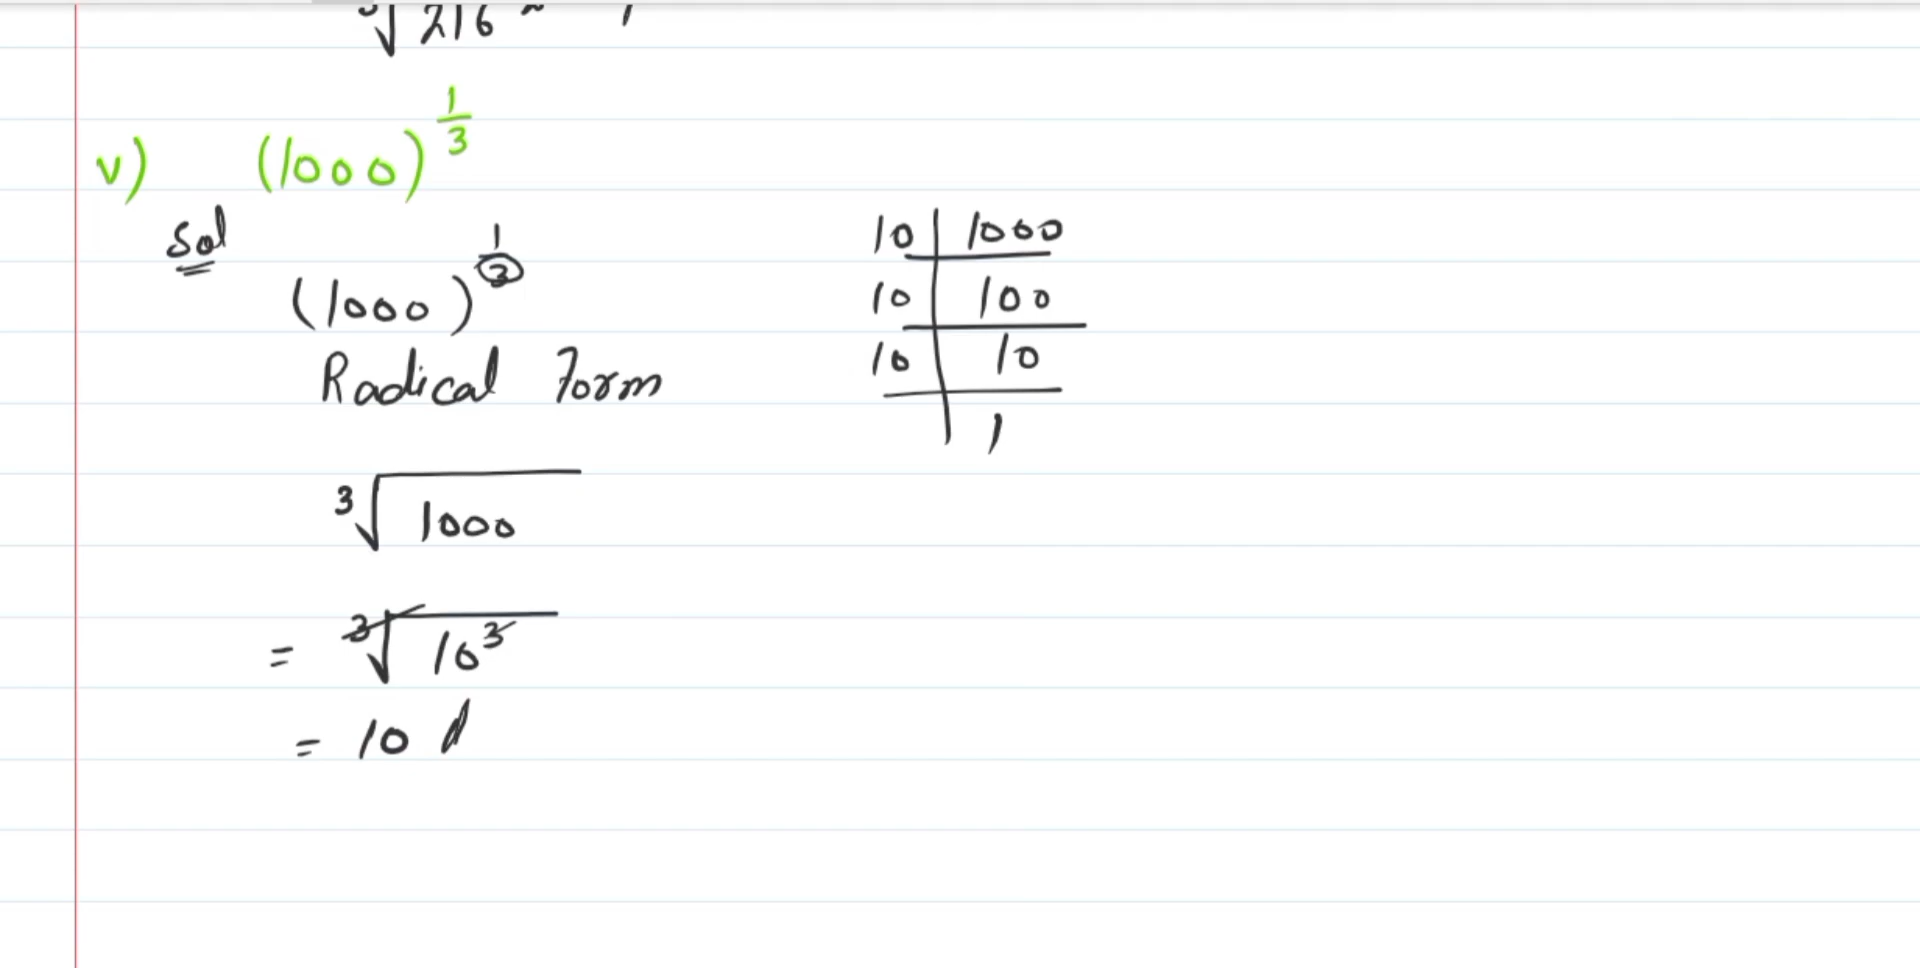 ∛216
v) (1000)^(1/3)
Sol
(1000)^(1/3)
Radical Form
∛1000
= ∛10³
= 10
10 | 1000
10 | 100
10 | 10
| 1